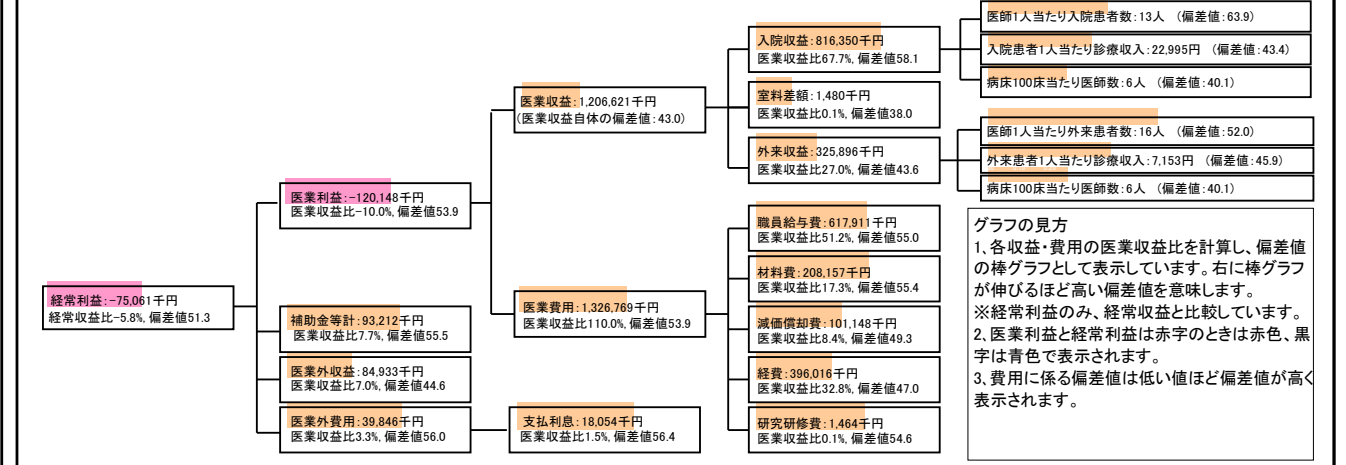 経常利益:-75,061千円
経常収益比-5.8%, 偏差値51.3
医業利益:-120,148千円
医業収益比-10.0%, 偏差値53.9
補助金等計:93,212千円
医業収益比7.7%, 偏差値55.5
医業外収益:84,933千円
医業収益比7.0%, 偏差値44.6
医業外費用:39,846千円
医業収益比3.3%, 偏差値56.0
医業収益:1,206,621千円
(医業収益自体の偏差値:43.0)
医業費用:1,326,769千円
医業収益比110.0%, 偏差値53.9
支払利息:18,054千円
医業収益比1.5%, 偏差値56.4
入院収益:816,350千円
医業収益比67.7%, 偏差値58.1
室料差額:1,480千円
医業収益比0.1%, 偏差値38.0
外来収益:325,896千円
医業収益比27.0%, 偏差値43.6
職員給与費:617,911千円
医業収益比51.2%, 偏差値55.0
材料費:208,157千円
医業収益比17.3%, 偏差値55.4
減価償却費:101,148千円
医業収益比8.4%, 偏差値49.3
経費:396,016千円
医業収益比32.8%, 偏差値47.0
研究研修費:1,464千円
医業収益比0.1%, 偏差値54.6
医師1人当たり入院患者数:13人 (偏差値:63.9)
入院患者1人当たり診療収入:22,995円 (偏差値:43.4)
病床100床当たり医師数:6人 (偏差値:40.1)
医師1人当たり外来患者数:16人 (偏差値:52.0)
外来患者1人当たり診療収入:7,153円 (偏差値:45.9)
病床100床当たり医師数:6人 (偏差値:40.1)
グラフの見方
1、各収益・費用の医業収益比を計算し、偏差値
の棒グラフとして表示しています。右に棒グラフ
が伸びるほど高い偏差値を意味します。
※経常利益のみ、経常収益と比較しています。
2、医業利益と経常利益は赤字のときは赤色、黒
字は青色で表示されます。
3、費用に係る偏差値は低い値ほど偏差値が高く
表示されます。